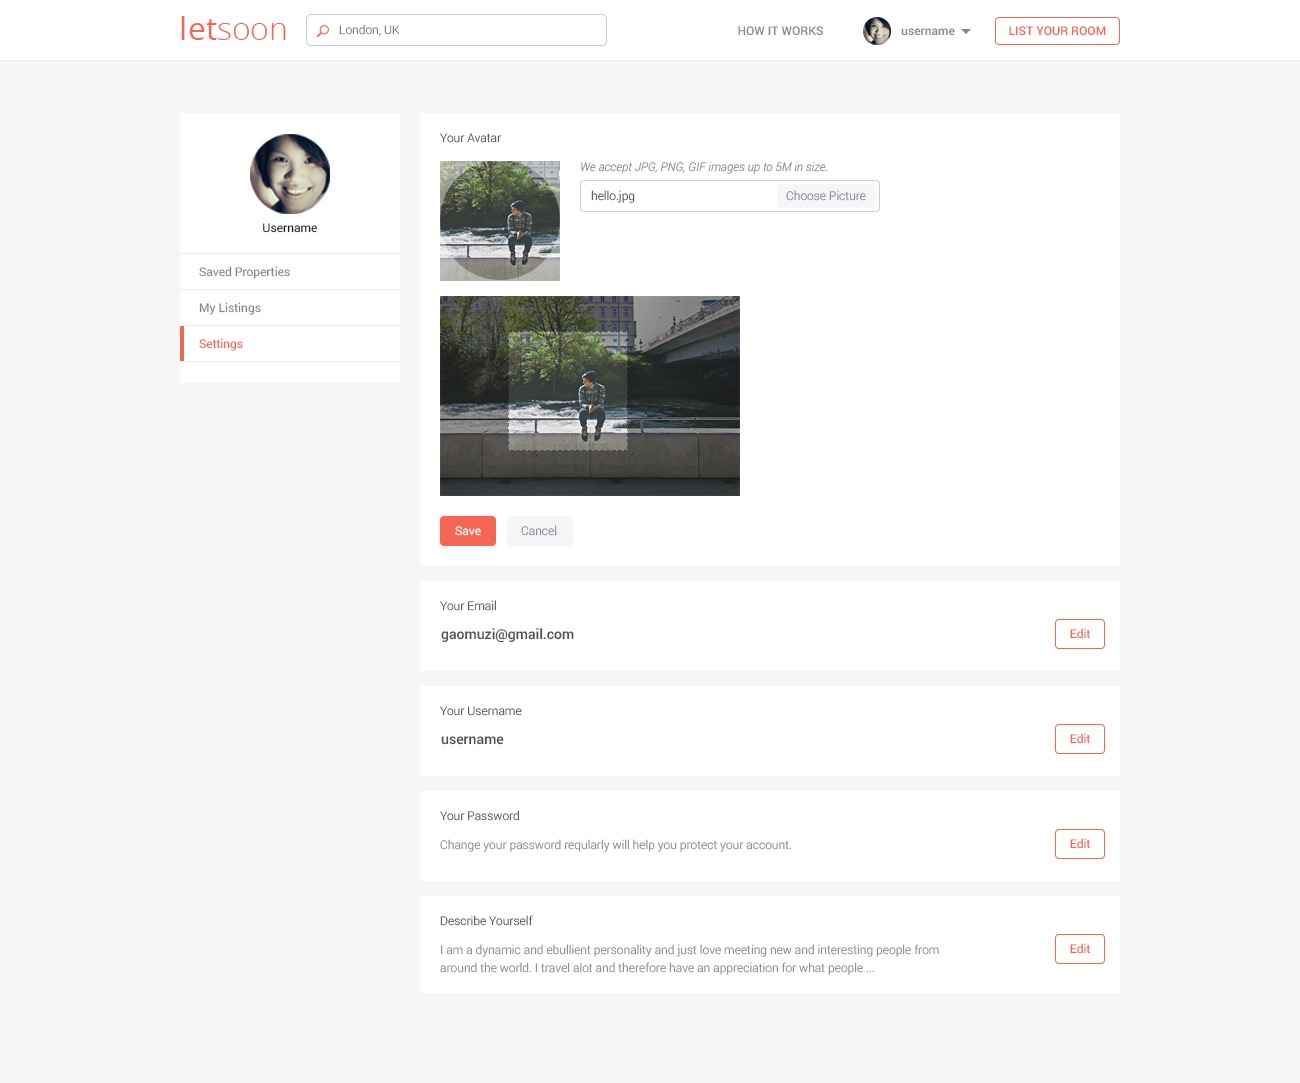 letsoon
London, UK
HOW IT WORKS
username
LIST YOUR ROOM
Username
Saved Properties
My Listings
Settings
Your Avatar
We accept JPG, PNG, GIF images up to 5M in size.
hello.jpg
Choose Picture
Save
Cancel
Your Email
gaomuzi@gmail.com
Edit
Your Username
username
Edit
Your Password
Change your password reqularly will help you protect your account.
Edit
Describe Yourself
I am a dynamic and ebullient personality and just love meeting new and interesting people from
around the world. I travel alot and therefore have an appreciation for what people ...
Edit